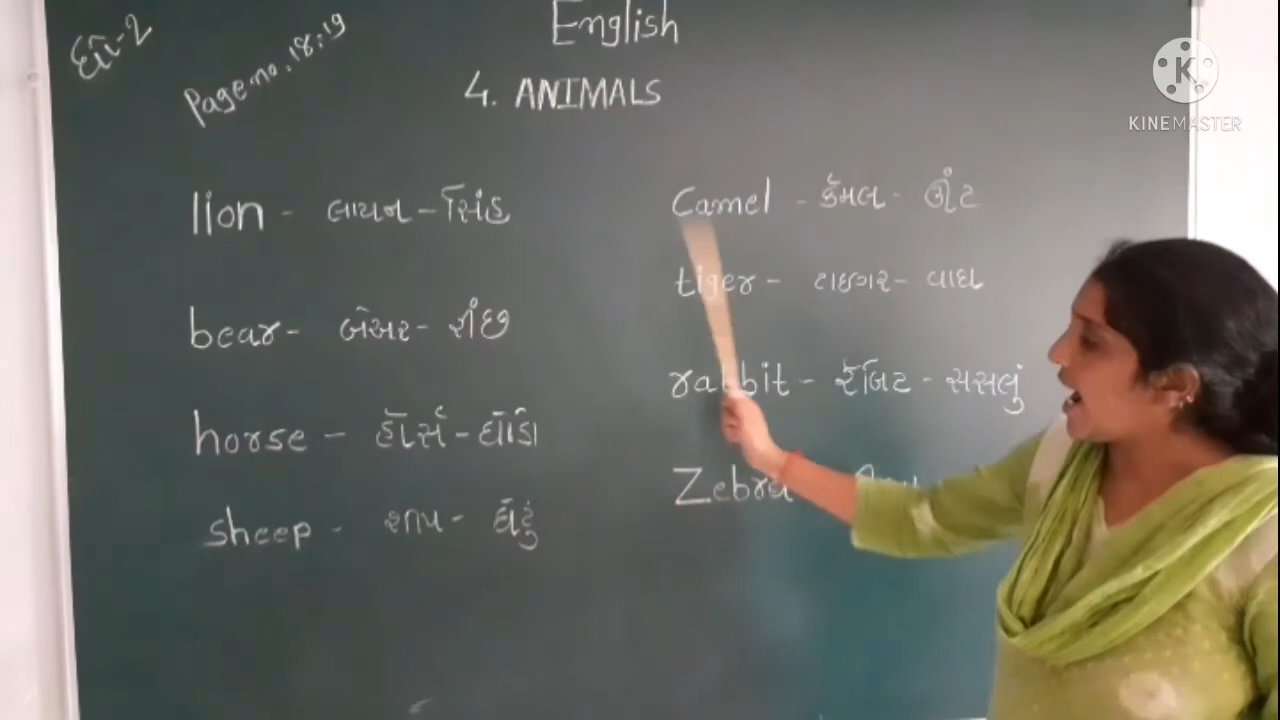 ધો-2
Page no. 18:19
English
4. ANIMALS
lion - લાયન - સિંહ
bear - બેઅર - રીંછ
horse - હૉર્સ - ઘોડો
sheep - શીપ - ઘેટું
Camel - કૅમલ - ઊંટ
tiger - ટાઇગર - વાઘ
rabbit - રૅબિટ - સસલું
Zebra
KINEMASTER